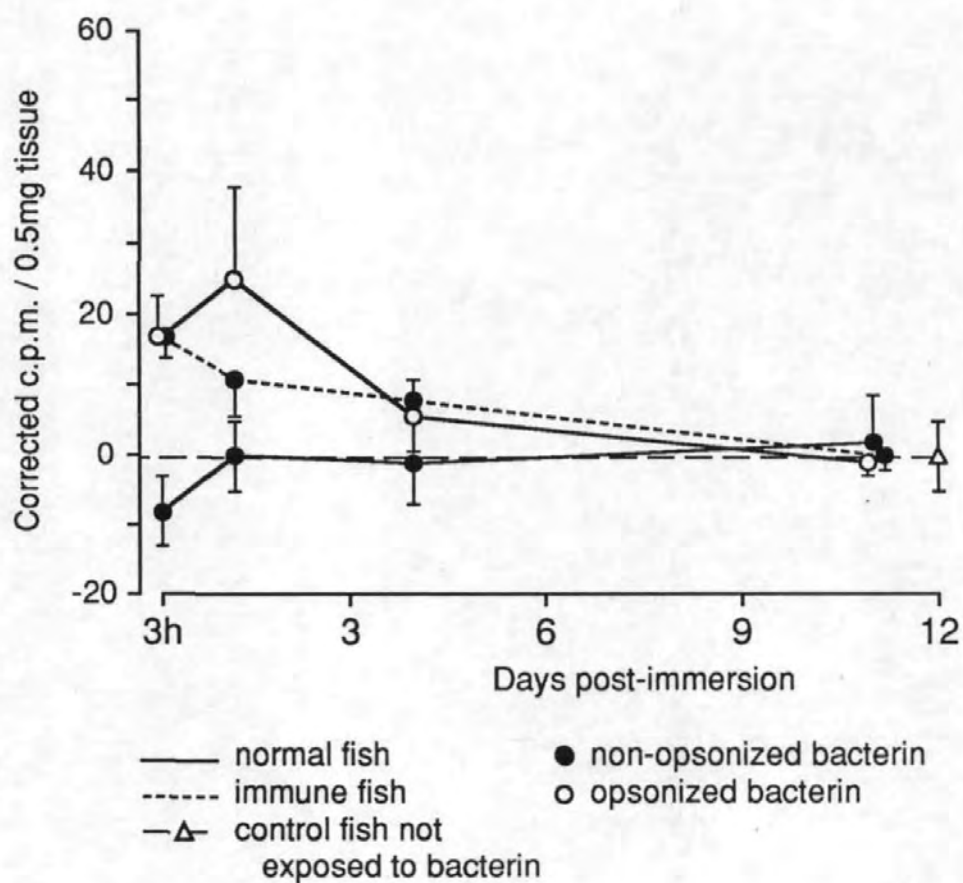 60
40
20
0
-20
Corrected c.p.m. / 0.5mg tissue
3h 3 6 9 12
Days post-immersion
normal fish
immune fish
control fish not
exposed to bacterin
non-opsonized bacterin
opsonized bacterin